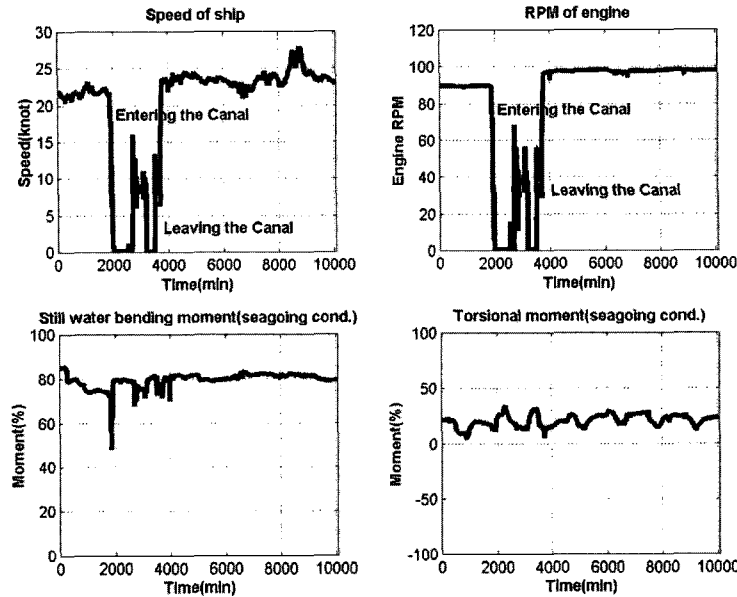 Speed of ship
30
25
20
15
10
5
0
Speed(knot)
Entering the Canal
Leaving the Canal
0 2000 4000 6000 8000 10000
Time(min)
RPM of engine
120
100
80
60
40
20
0
Engine RPM
Entering the Canal
Leaving the Canal
0 2000 4000 6000 8000 10000
Time(min)
Still water bending moment(seagoing cond.)
100
80
60
40
20
0
Moment(%)
0 2000 4000 6000 8000 10000
Time(min)
Torsional moment(seagoing cond.)
100
50
0
-50
-100
Moment(%)
0 2000 4000 6000 8000 10000
Time(min)